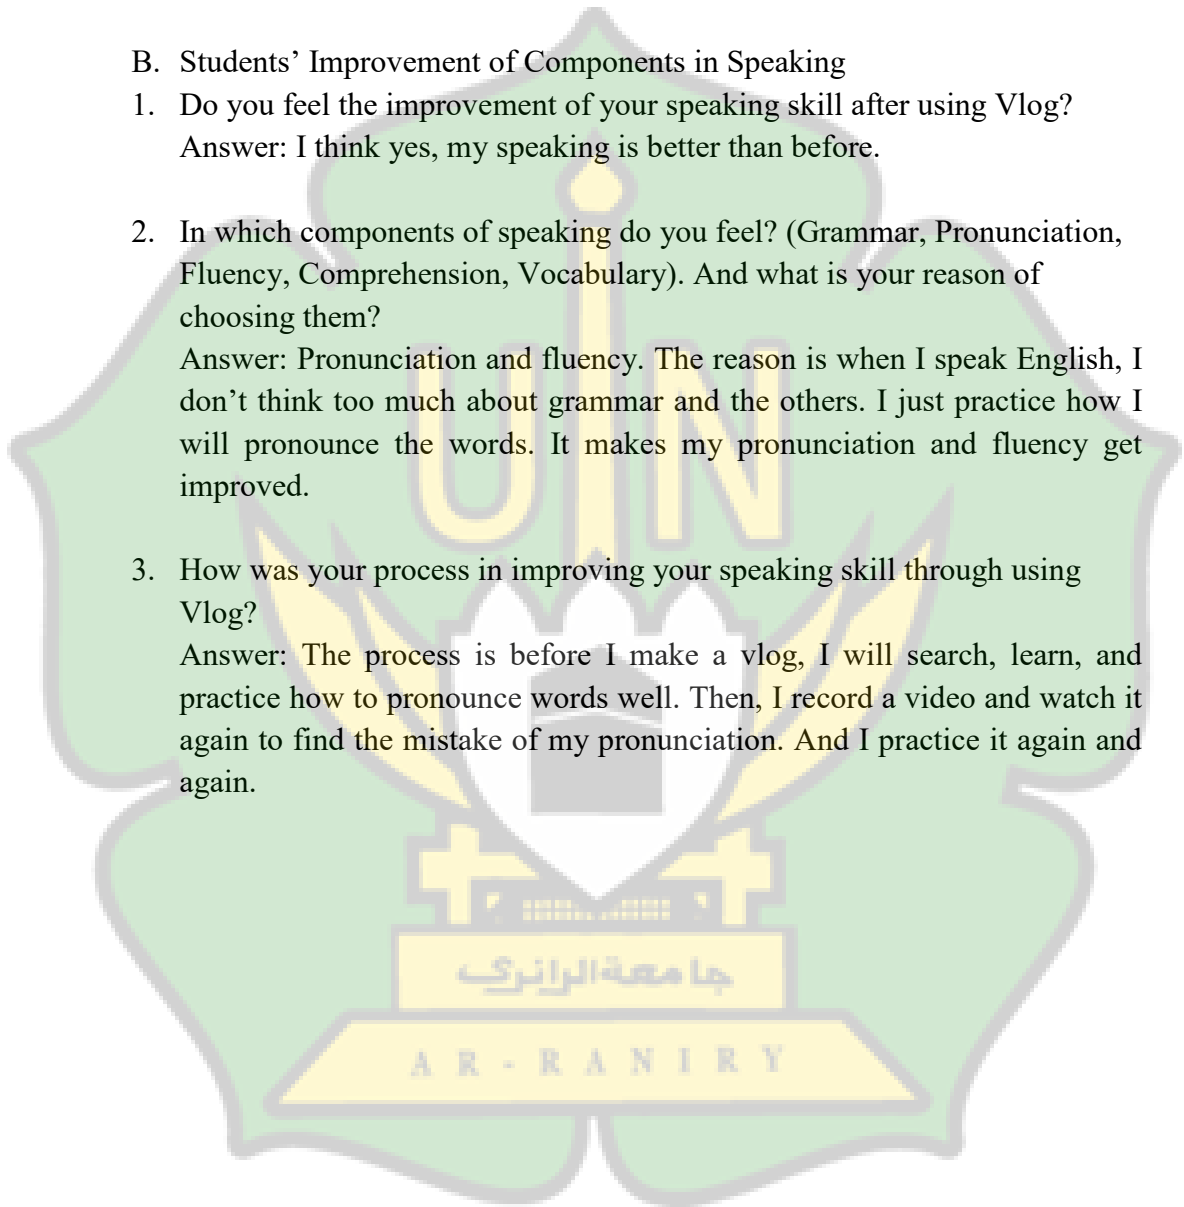 B. Students’ Improvement of Components in Speaking
1. Do you feel the improvement of your speaking skill after using Vlog?
Answer: I think yes, my speaking is better than before.
2. In which components of speaking do you feel? (Grammar, Pronunciation,
Fluency, Comprehension, Vocabulary). And what is your reason of
choosing them?
Answer: Pronunciation and fluency. The reason is when I speak English, I
don’t think too much about grammar and the others. I just practice how I
will pronounce the words. It makes my pronunciation and fluency get
improved.
3. How was your process in improving your speaking skill through using
Vlog?
Answer: The process is before I make a vlog, I will search, learn, and
practice how to pronounce words well. Then, I record a video and watch it
again to find the mistake of my pronunciation. And I practice it again and
again.
UIN
جامعة الرانري
AR-RANIRY